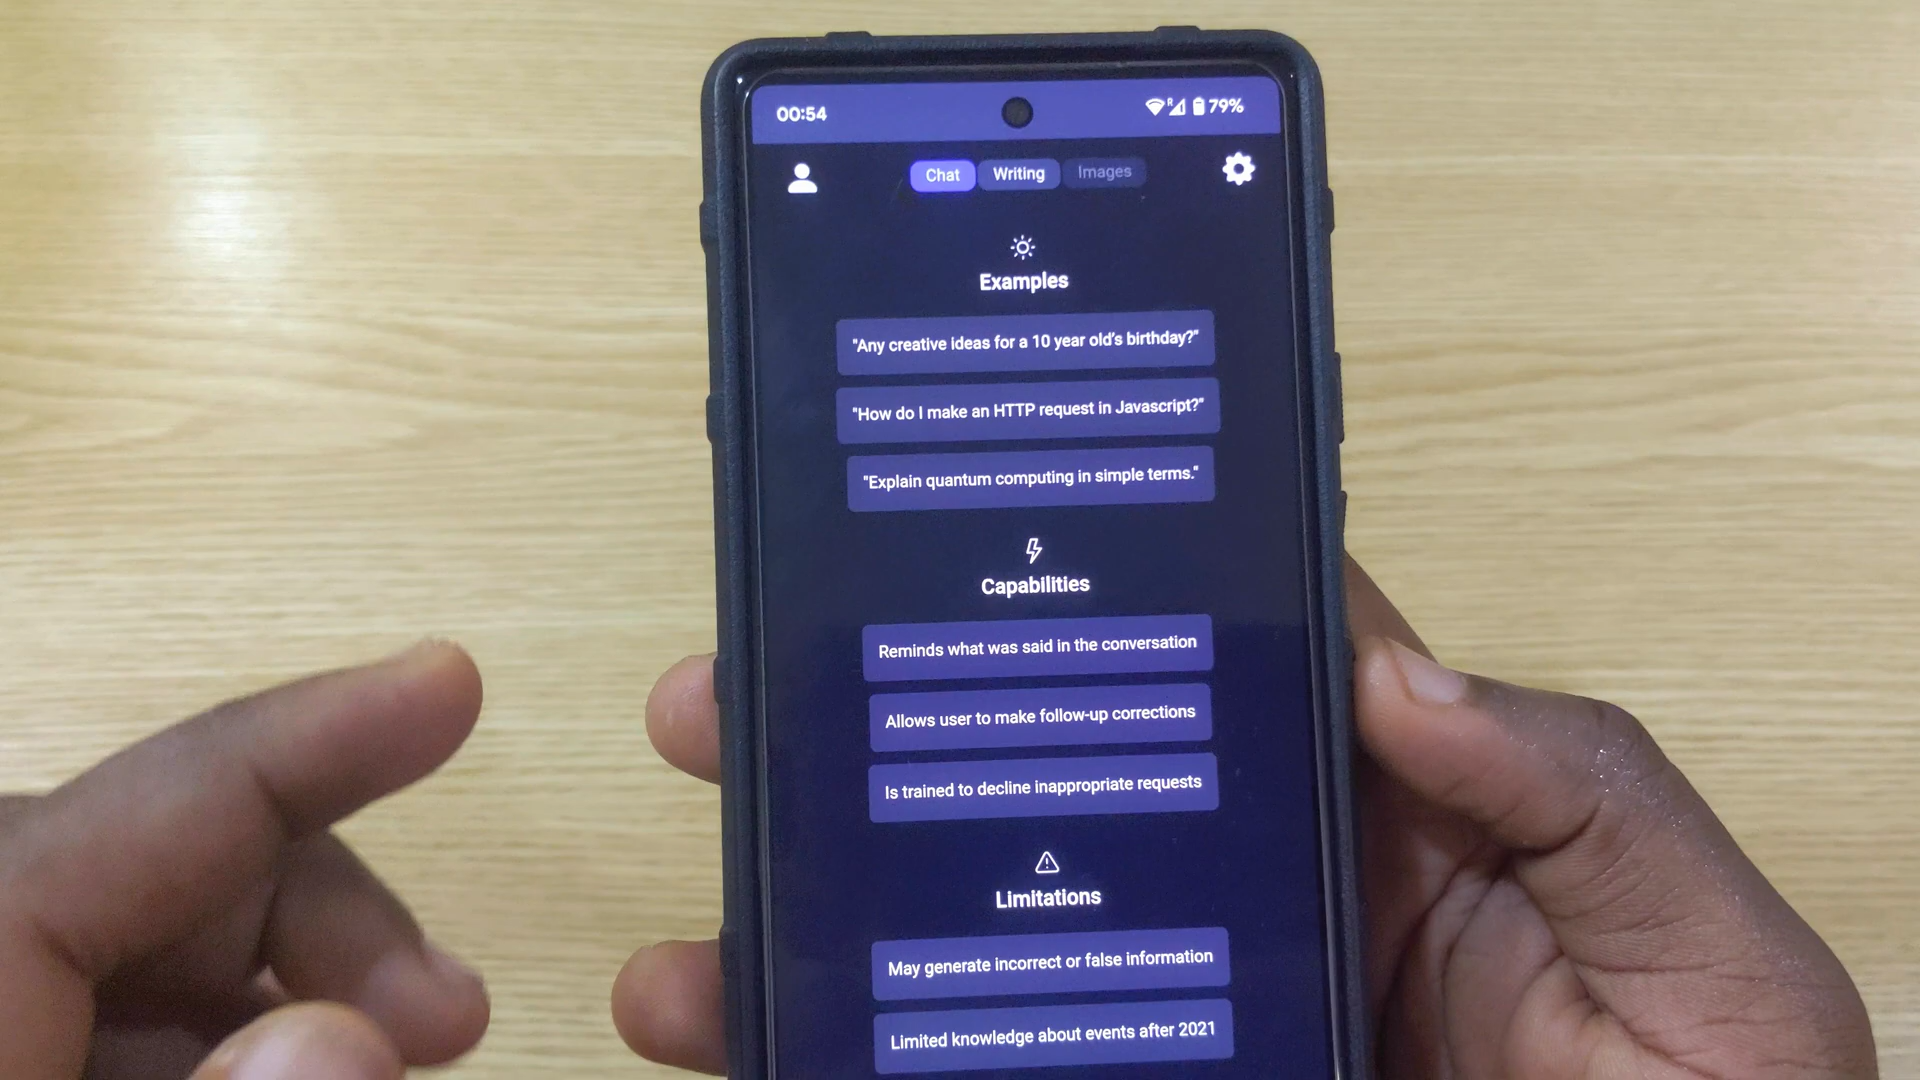 00:54 R 79%
Chat Writing Images
Examples
"Any creative ideas for a 10 year old's birthday?"
"How do I make an HTTP request in Javascript?"
"Explain quantum computing in simple terms."
Capabilities
Reminds what was said in the conversation
Allows user to make follow-up corrections
Is trained to decline inappropriate requests
Limitations
May generate incorrect or false information
Limited knowledge about events after 2021